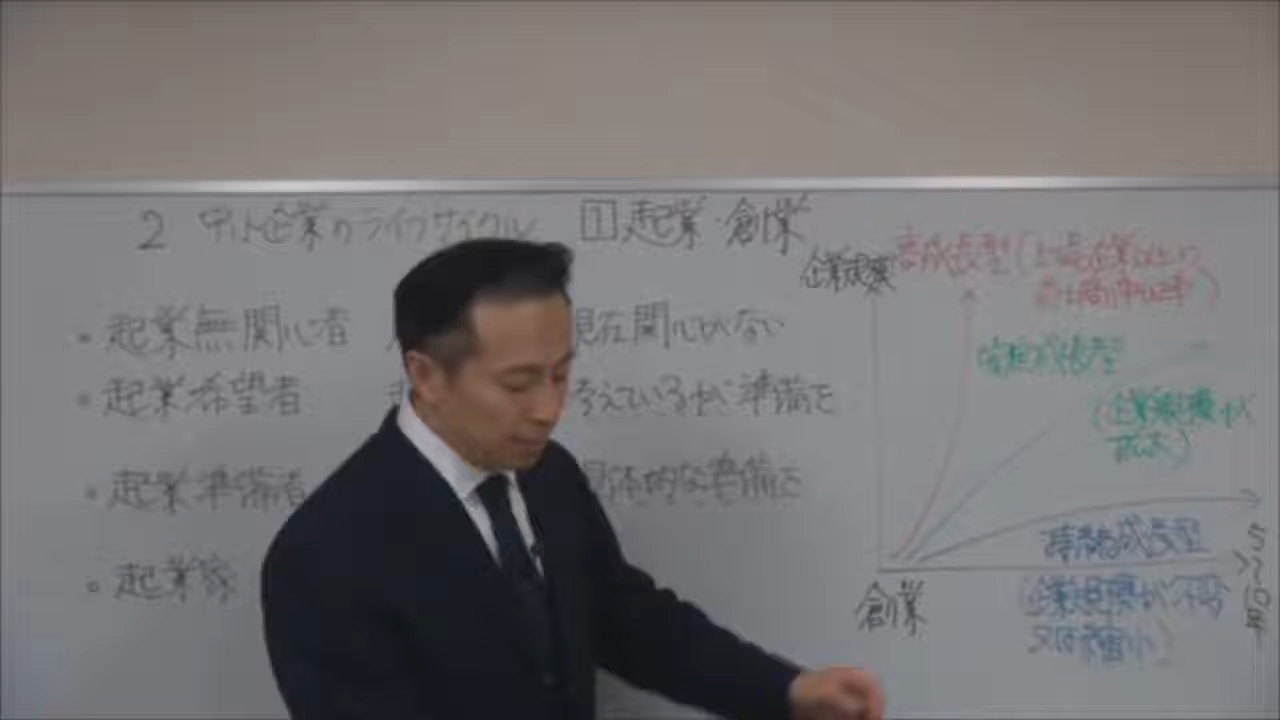 2 中小企業のライフサイクル ① 起業・創業
・起業無関心者 現在関心がない
・起業希望者 考えているが準備を
・起業準備者 具体的な準備を
・起業家
企業規模
高成長型(上場企業以上の
安定成長型
(企業規模が
拡大)
持続成長型
(企業規模が不変
又は縮小)
創業
5〜10年